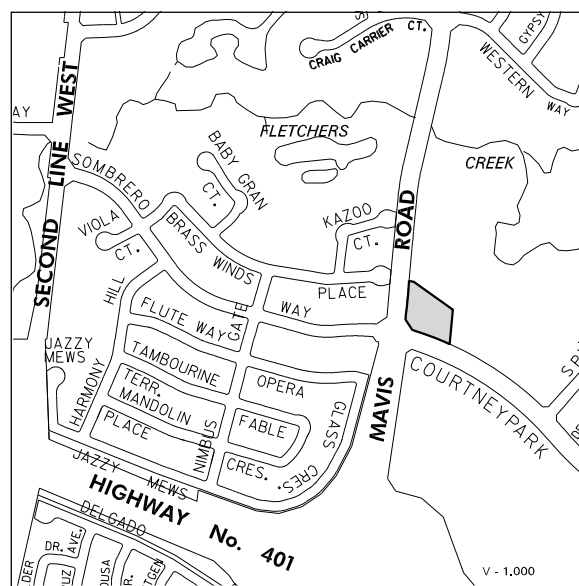 CRAIG CARRIER CT.
GYPSY
WESTERN WAY
AY
SECOND LINE WEST
FLETCHERS
CREEK
SOMBRERO
BABY GRAN
CT.
VIOLA
CT.
BRASS WINDS
PLACE
KAZOO
CT.
MAVIS ROAD
HILL
HARMONY
FLUTE WAY
GATE
WAY
JAZZY
MEWS
TAMBOURINE
TERR.
OPERA
MANDOLIN
PLACE
NIMBUS
FABLE
CRES.
GLASS
CRES.
COURTNEYPARK
JAZZY MEWS
HIGHWAY No. 401
DELGADO
DR.
AVE.
V - 1,000